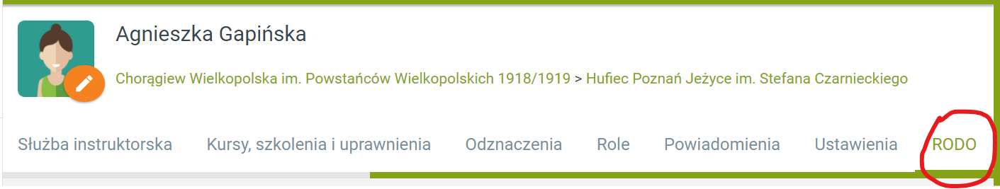 Agnieszka Gapińska
Chorągiew Wielkopolska im. Powstańców Wielkopolskich 1918/1919 > Hufiec Poznań Jeżyce im. Stefana Czarnieckiego
Służba instruktorska Kursy, szkolenia i uprawnienia Odznaczenia Role Powiadomienia Ustawienia RODO